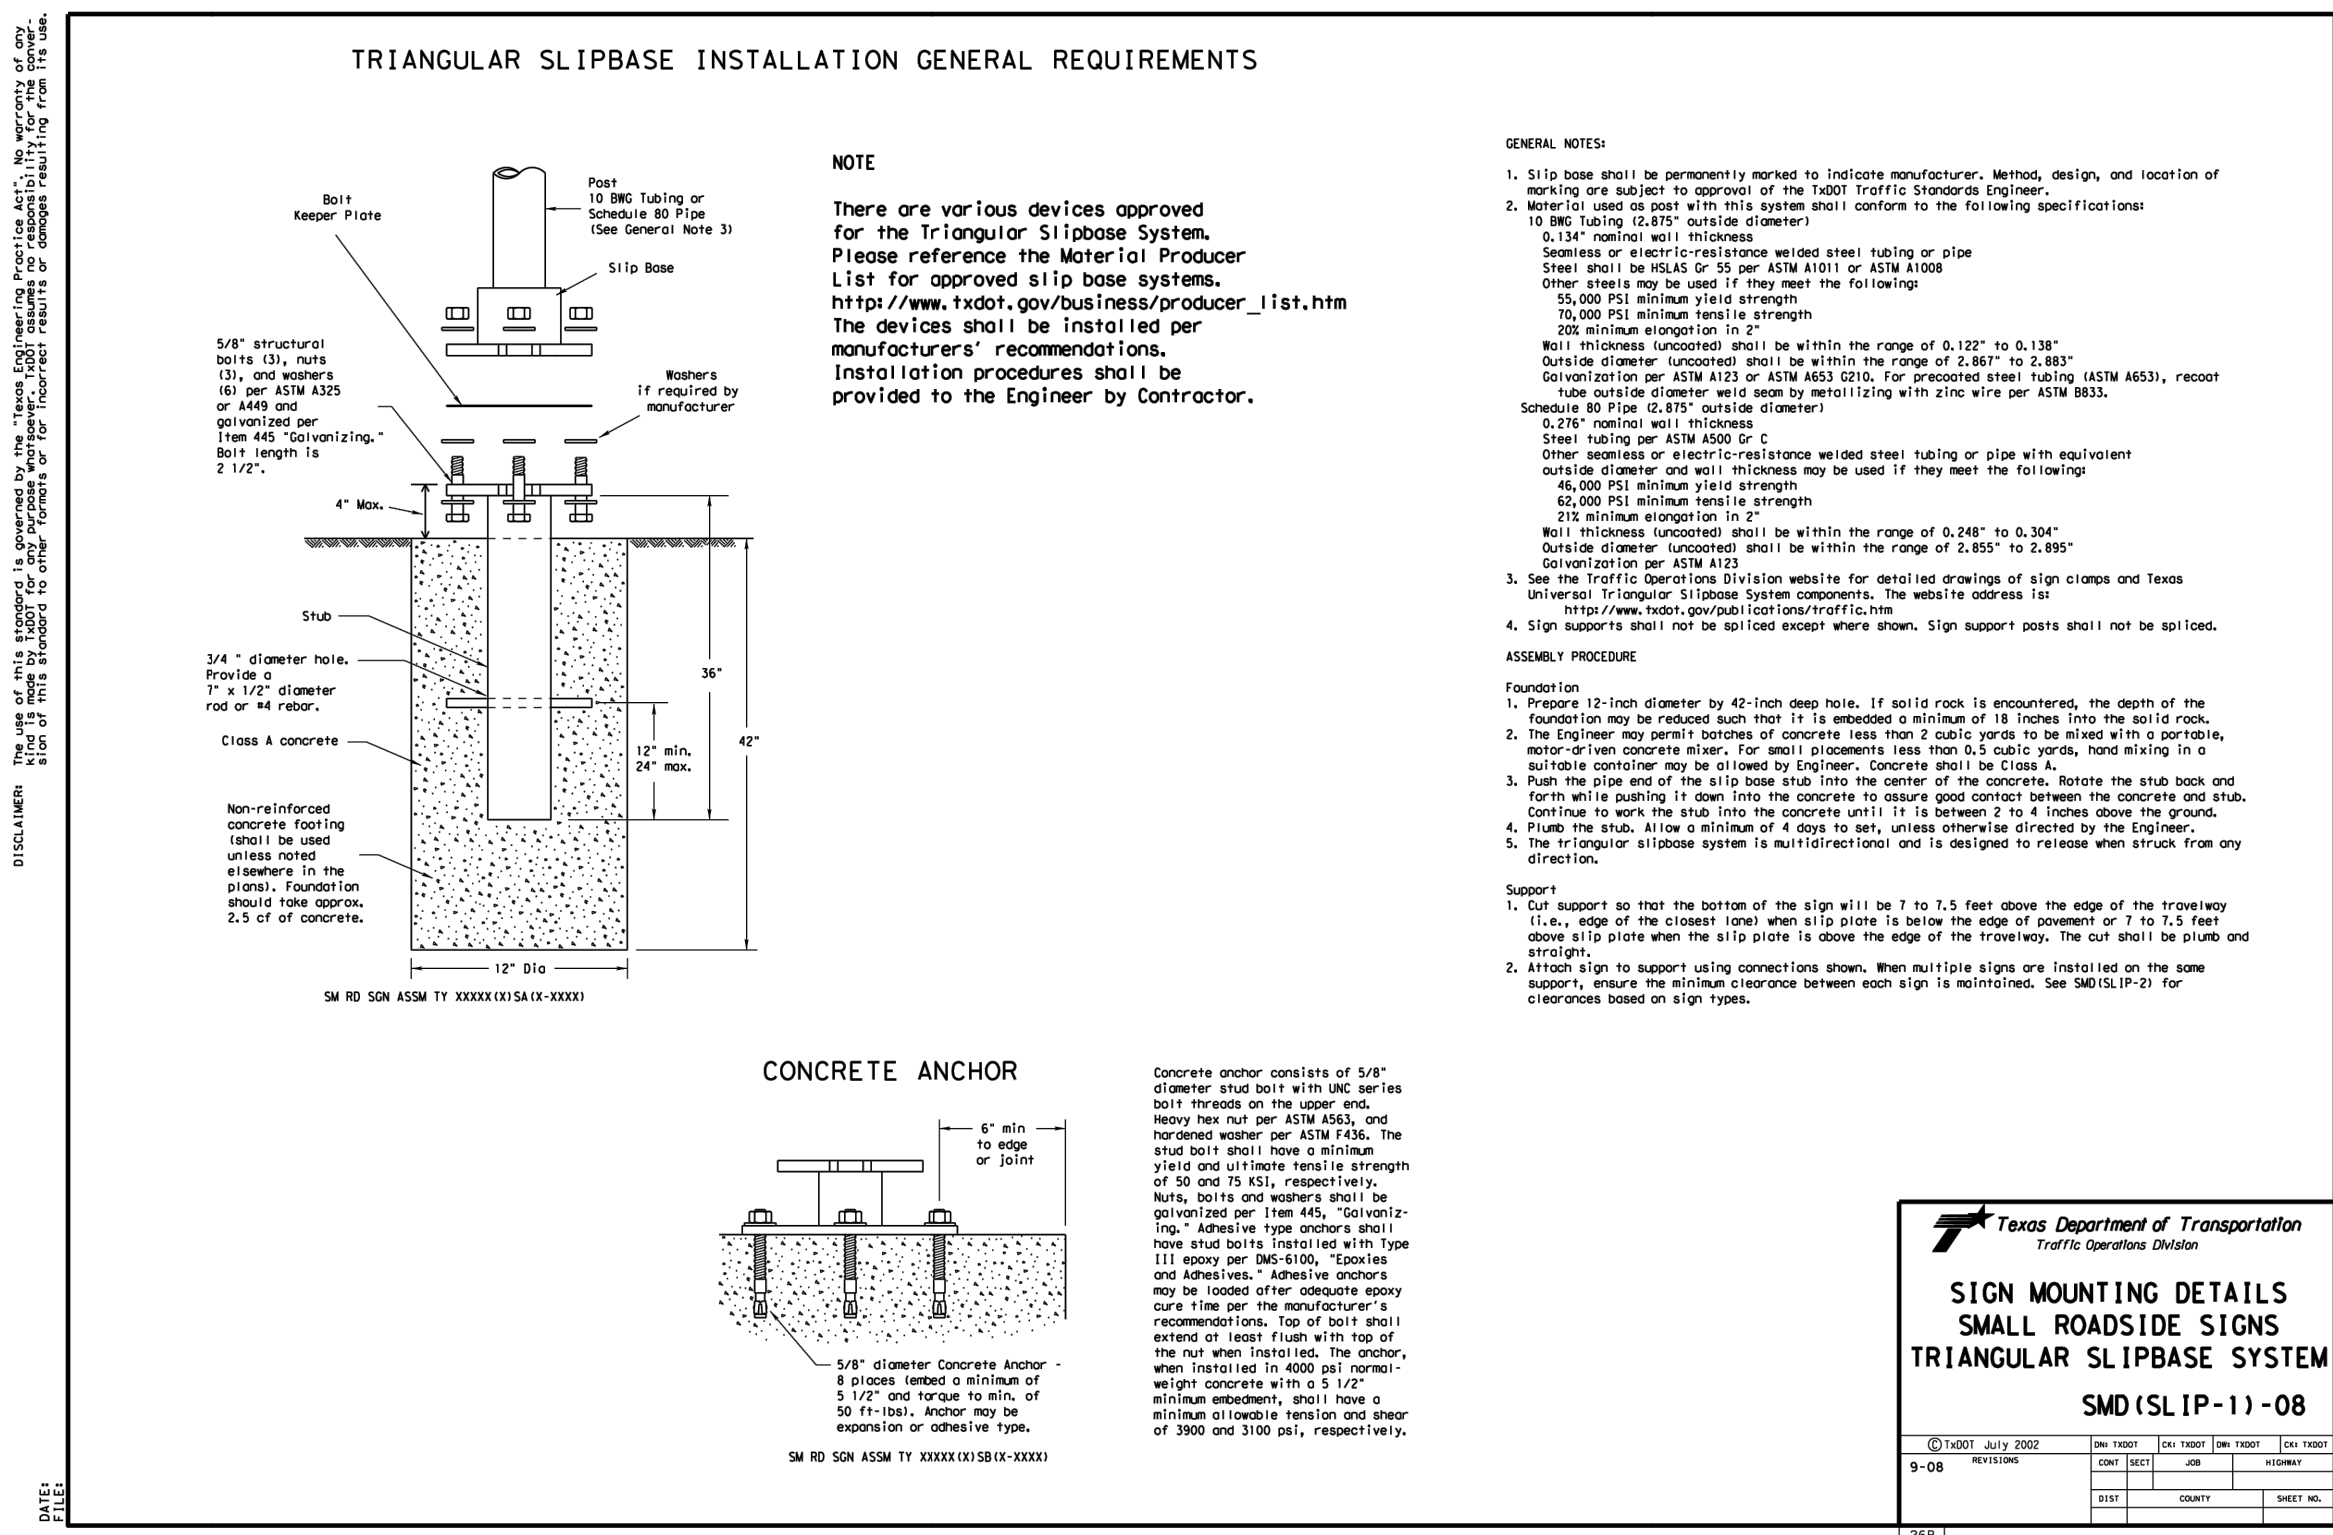 DISCLAIMER:
The use of this standard is governed by the "Texas Engineering Practice Act". No warranty of any
kind is made by TxDOT for any purpose whatsoever. TxDOT assumes no responsibility for the conver-
sion of this standard to other formats or for incorrect results or damages resulting from its use.
DATE:
FILE:
TRIANGULAR SLIPBASE INSTALLATION GENERAL REQUIREMENTS
Bolt
Keeper Plate
Post
10 BWG Tubing or
Schedule 80 Pipe
(See General Note 3)
Slip Base
5/8" structural
bolts (3), nuts
(3), and washers
(6) per ASTM A325
or A449 and
galvanized per
Item 445 "Galvanizing."
Bolt length is
2 1/2".
Washers
if required by
manufacturer
4" Max.
Stub
3/4 " diameter hole.
Provide a
7" x 1/2" diameter
rod or #4 rebar.
Class A concrete
Non-reinforced
concrete footing
(shall be used
unless noted
elsewhere in the
plans). Foundation
should take approx.
2.5 cf of concrete.
36"
12" min.
24" max.
42"
12" Dia
SM RD SGN ASSM TY XXXXX(X)SA(X-XXXX)
NOTE
There are various devices approved
for the Triangular Slipbase System.
Please reference the Material Producer
List for approved slip base systems.
http://www.txdot.gov/business/producer_list.htm
The devices shall be installed per
manufacturers' recommendations.
Installation procedures shall be
provided to the Engineer by Contractor.
CONCRETE ANCHOR
6" min
to edge
or joint
5/8" diameter Concrete Anchor -
8 places (embed a minimum of
5 1/2" and torque to min. of
50 ft-lbs). Anchor may be
expansion or adhesive type.
SM RD SGN ASSM TY XXXXX(X)SB(X-XXXX)
Concrete anchor consists of 5/8"
diameter stud bolt with UNC series
bolt threads on the upper end.
Heavy hex nut per ASTM A563, and
hardened washer per ASTM F436. The
stud bolt shall have a minimum
yield and ultimate tensile strength
of 50 and 75 KSI, respectively.
Nuts, bolts and washers shall be
galvanized per Item 445, "Galvaniz-
ing." Adhesive type anchors shall
have stud bolts installed with Type
III epoxy per DMS-6100, "Epoxies
and Adhesives." Adhesive anchors
may be loaded after adequate epoxy
cure time per the manufacturer's
recommendations. Top of bolt shall
extend at least flush with top of
the nut when installed. The anchor,
when installed in 4000 psi normal-
weight concrete with a 5 1/2"
minimum embedment, shall have a
minimum allowable tension and shear
of 3900 and 3100 psi, respectively.
GENERAL NOTES:
1. Slip base shall be permanently marked to indicate manufacturer. Method, design, and location of
marking are subject to approval of the TxDOT Traffic Standards Engineer.
2. Material used as post with this system shall conform to the following specifications:
10 BWG Tubing (2.875" outside diameter)
0.134" nominal wall thickness
Seamless or electric-resistance welded steel tubing or pipe
Steel shall be HSLAS Gr 55 per ASTM A1011 or ASTM A1008
Other steels may be used if they meet the following:
55,000 PSI minimum yield strength
70,000 PSI minimum tensile strength
20% minimum elongation in 2"
Wall thickness (uncoated) shall be within the range of 0.122" to 0.138"
Outside diameter (uncoated) shall be within the range of 2.867" to 2.883"
Galvanization per ASTM A123 or ASTM A653 G210. For precoated steel tubing (ASTM A653), recoat
tube outside diameter weld seam by metallizing with zinc wire per ASTM B833.
Schedule 80 Pipe (2.875" outside diameter)
0.276" nominal wall thickness
Steel tubing per ASTM A500 Gr C
Other seamless or electric-resistance welded steel tubing or pipe with equivalent
outside diameter and wall thickness may be used if they meet the following:
46,000 PSI minimum yield strength
62,000 PSI minimum tensile strength
21% minimum elongation in 2"
Wall thickness (uncoated) shall be within the range of 0.248" to 0.304"
Outside diameter (uncoated) shall be within the range of 2.855" to 2.895"
Galvanization per ASTM A123
3. See the Traffic Operations Division website for detailed drawings of sign clamps and Texas
Universal Triangular Slipbase System components. The website address is:
http://www.txdot.gov/publications/traffic.htm
4. Sign supports shall not be spliced except where shown. Sign support posts shall not be spliced.
ASSEMBLY PROCEDURE
Foundation
1. Prepare 12-inch diameter by 42-inch deep hole. If solid rock is encountered, the depth of the
foundation may be reduced such that it is embedded a minimum of 18 inches into the solid rock.
2. The Engineer may permit batches of concrete less than 2 cubic yards to be mixed with a portable,
motor-driven concrete mixer. For small placements less than 0.5 cubic yards, hand mixing in a
suitable container may be allowed by Engineer. Concrete shall be Class A.
3. Push the pipe end of the slip base stub into the center of the concrete. Rotate the stub back and
forth while pushing it down into the concrete to assure good contact between the concrete and stub.
Continue to work the stub into the concrete until it is between 2 to 4 inches above the ground.
4. Plumb the stub. Allow a minimum of 4 days to set, unless otherwise directed by the Engineer.
5. The triangular slipbase system is multidirectional and is designed to release when struck from any
direction.
Support
1. Cut support so that the bottom of the sign will be 7 to 7.5 feet above the edge of the travelway
(i.e., edge of the closest lane) when slip plate is below the edge of pavement or 7 to 7.5 feet
above slip plate when the slip plate is above the edge of the travelway. The cut shall be plumb and
straight.
2. Attach sign to support using connections shown. When multiple signs are installed on the same
support, ensure the minimum clearance between each sign is maintained. See SMD(SLIP-2) for
clearances based on sign types.
Texas Department of Transportation
Traffic Operations Division
SIGN MOUNTING DETAILS
SMALL ROADSIDE SIGNS
TRIANGULAR SLIPBASE SYSTEM
SMD(SLIP-1)-08
© TxDOT July 2002
DN: TXDOT
CK: TXDOT
DW: TXDOT
CK: TXDOT
9-08
REVISIONS
CONT
SECT
JOB
HIGHWAY
DIST
COUNTY
SHEET NO.